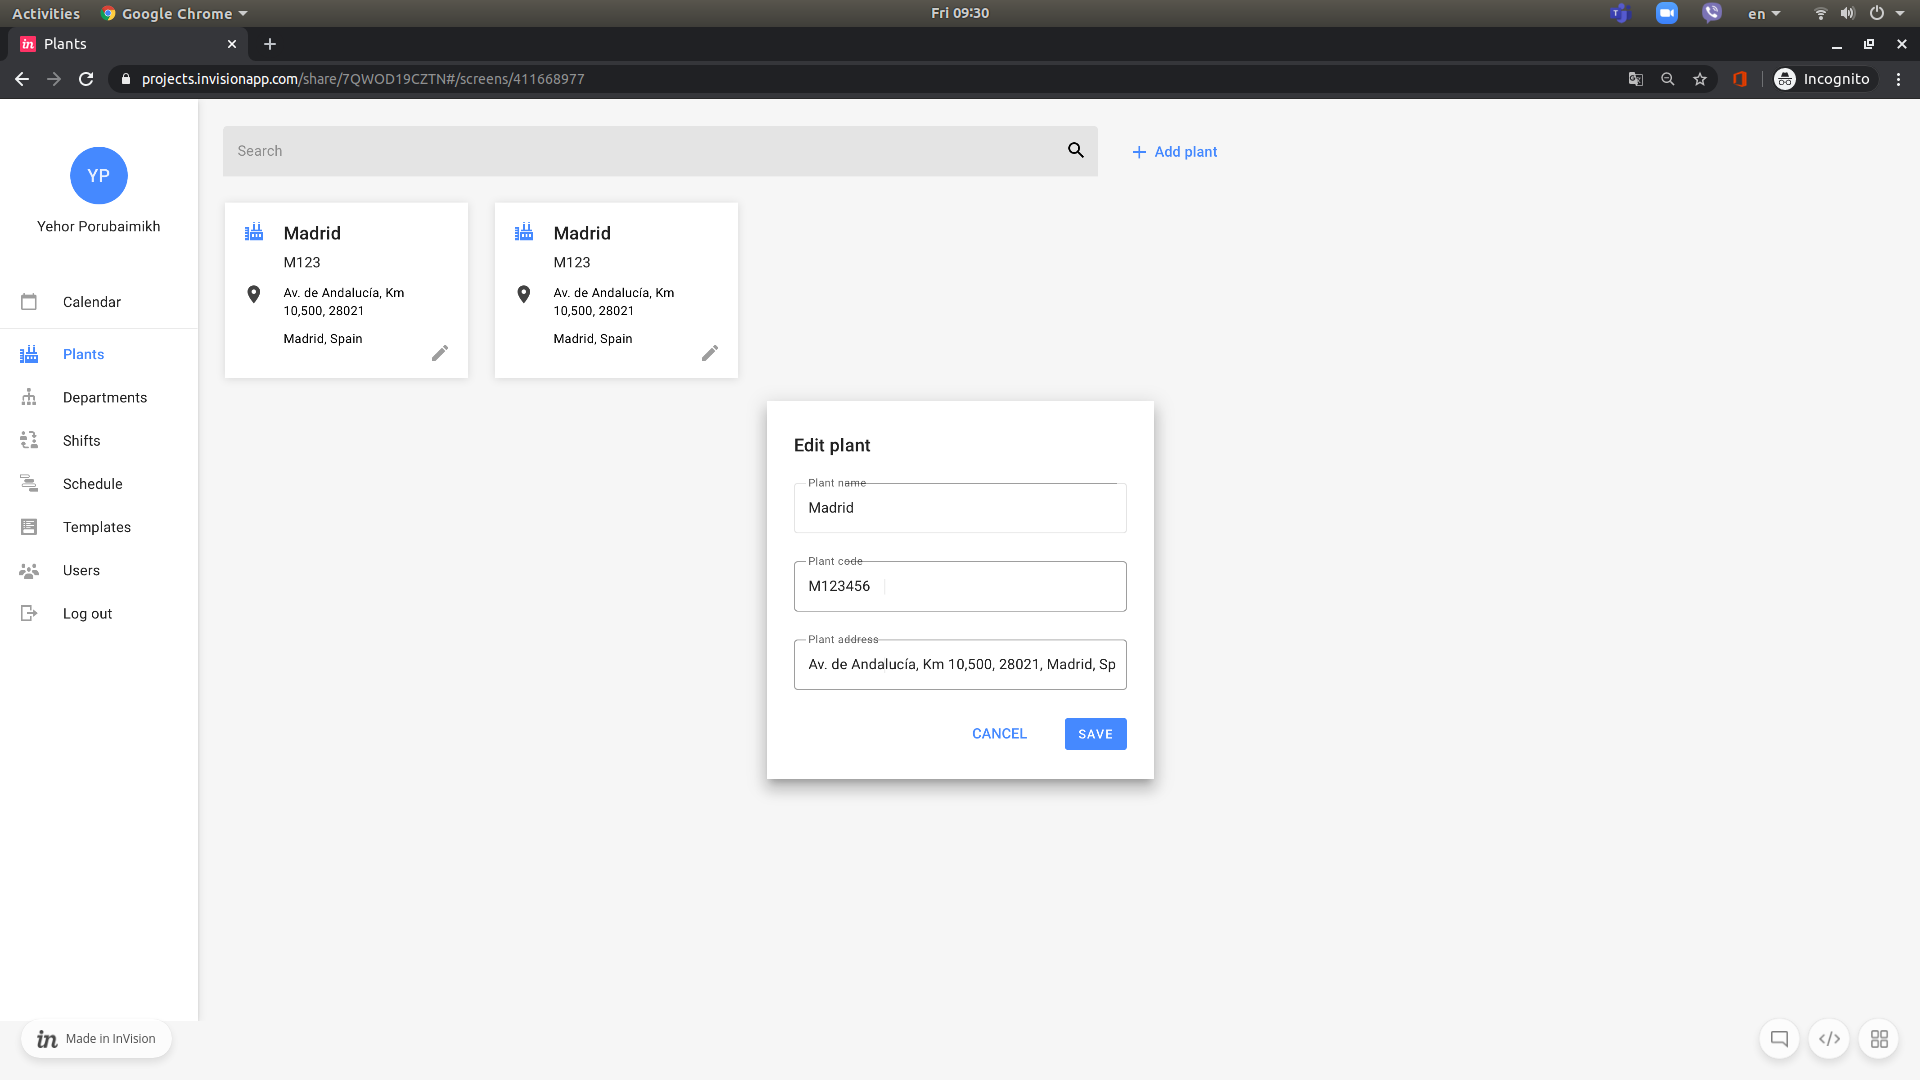 Activities
Google Chrome
Fri 09:30
en
in Plants
projects.invisionapp.com/share/7QWOD19CZTN#/screens/411668977
Incognito
YP
Yehor Porubaimikh
Calendar
Plants
Departments
Shifts
Schedule
Templates
Users
Log out
Search
Add plant
Madrid
M123
Av. de Andalucía, Km
10,500, 28021
Madrid, Spain
Madrid
M123
Av. de Andalucía, Km
10,500, 28021
Madrid, Spain
Edit plant
Plant name
Madrid
Plant code
M123456
Plant address
Av. de Andalucía, Km 10,500, 28021, Madrid, Sp
CANCEL
SAVE
in Made in InVision